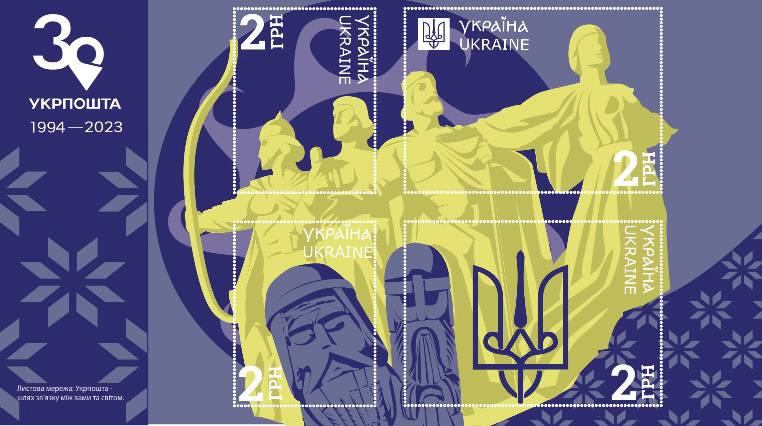 30
УКРПОШТА
1994—2023
Листова мережа: Укрпошта -
шлях зв'язку між вами та світом.
2 ГРН
УКРАЇНА
UKRAINE
УКРАЇНА
UKRAINE
2 ГРН
УКРАЇНА
UKRAINE
2 ГРН
УКРАЇНА
UKRAINE
2 ГРН